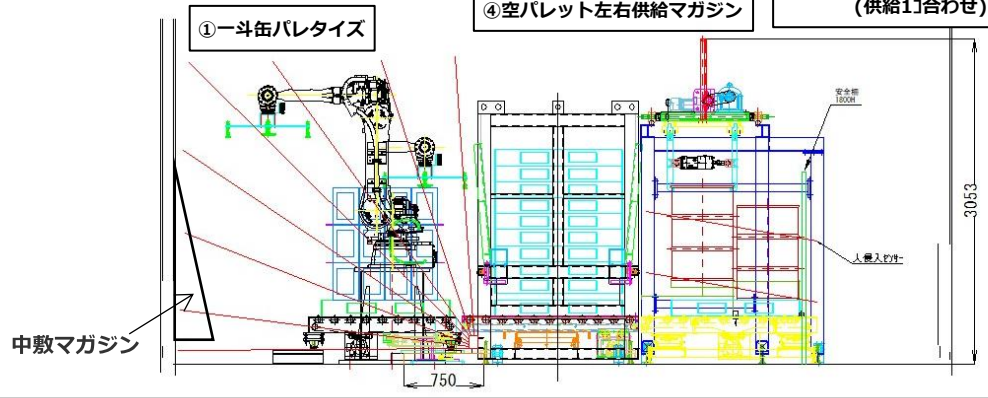 ①一斗缶パレタイズ
④空パレット左右供給マガジン
(供給1コ合わせ)
安全柵
1800H
3053
人侵入センサー
中敷マガジン
750